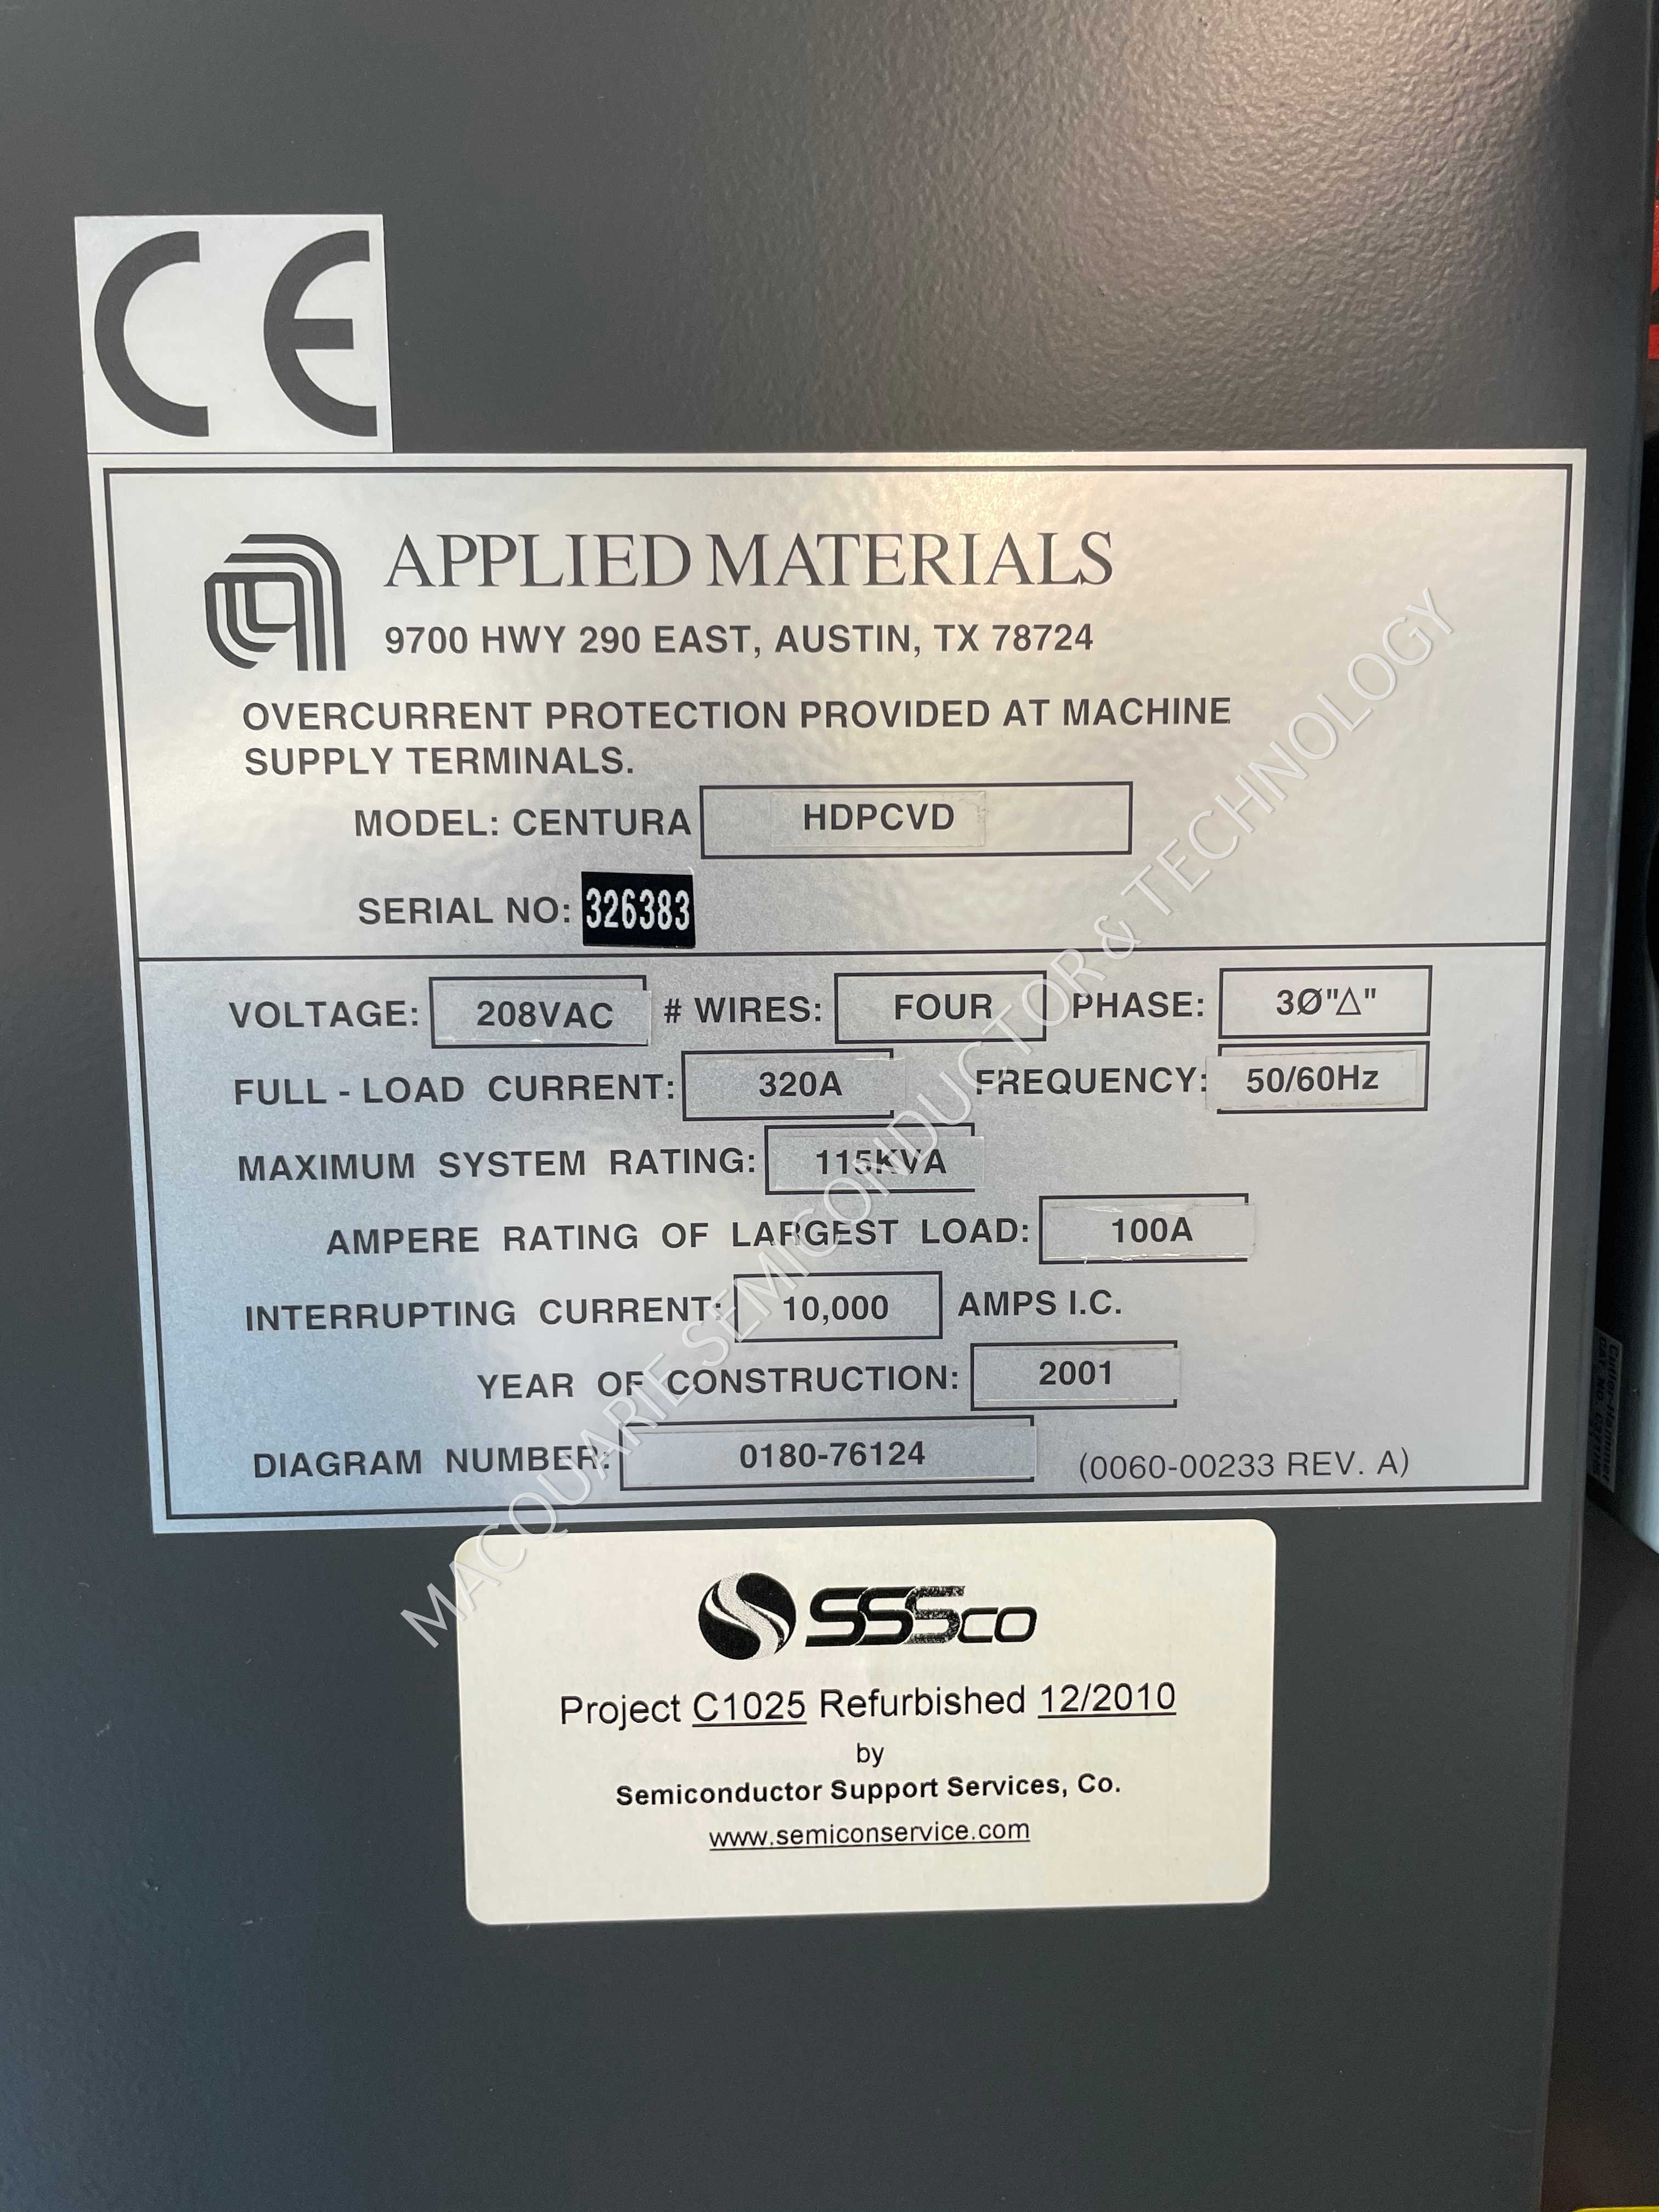 CE
APPLIED MATERIALS
9700 HWY 290 EAST, AUSTIN, TX 78724
OVERCURRENT PROTECTION PROVIDED AT MACHINE
SUPPLY TERMINALS.
MODEL: CENTURA HDPCVD
SERIAL NO: 326383
VOLTAGE: 208VAC # WIRES: FOUR PHASE: 3Ø"△"
FULL - LOAD CURRENT: 320A FREQUENCY: 50/60Hz
MAXIMUM SYSTEM RATING: 115KVA
AMPERE RATING OF LARGEST LOAD: 100A
INTERRUPTING CURRENT: 10,000 AMPS I.C.
YEAR OF CONSTRUCTION: 2001
DIAGRAM NUMBER: 0180-76124 (0060-00233 REV. A)
SSSCO
Project C1025 Refurbished 12/2010
by
Semiconductor Support Services, Co.
www.semiconservice.com
MACQUARIE SEMICONDUCTOR & TECHNOLOGY
Cutler-Hammer